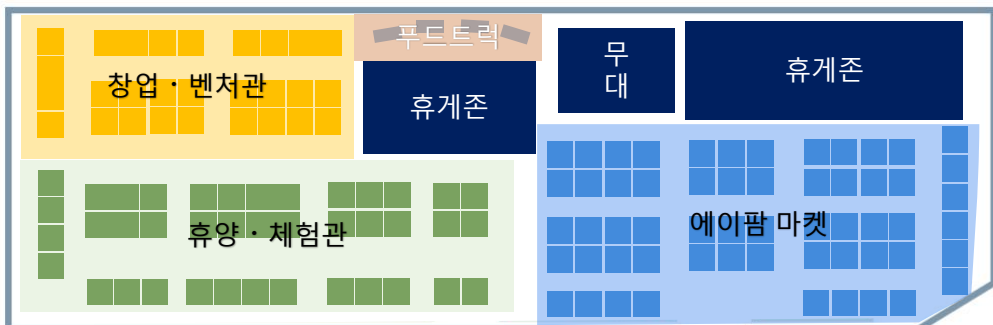 푸드트럭
창업・벤처관
휴게존
무
대
휴게존
휴양・체험관
에이팜 마켓